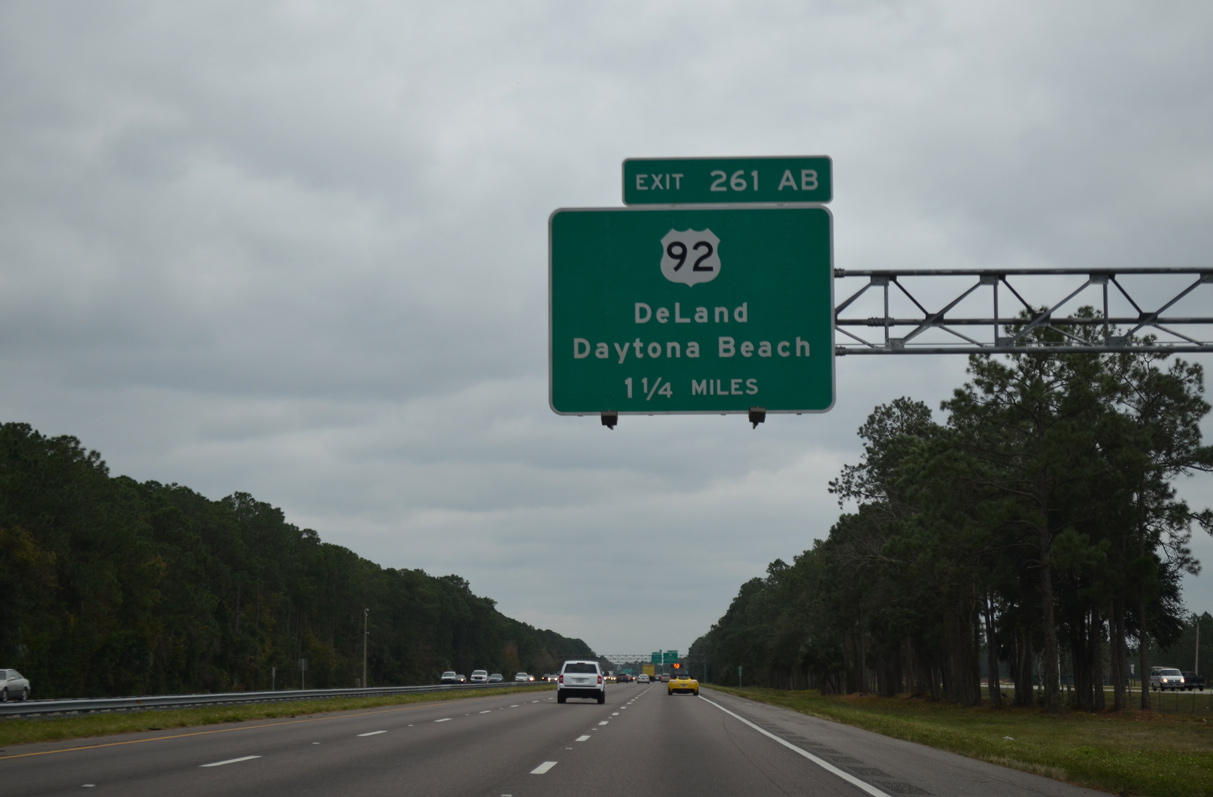 EXIT 261 AB
92
DeLand
Daytona Beach
1 1/4 MILES